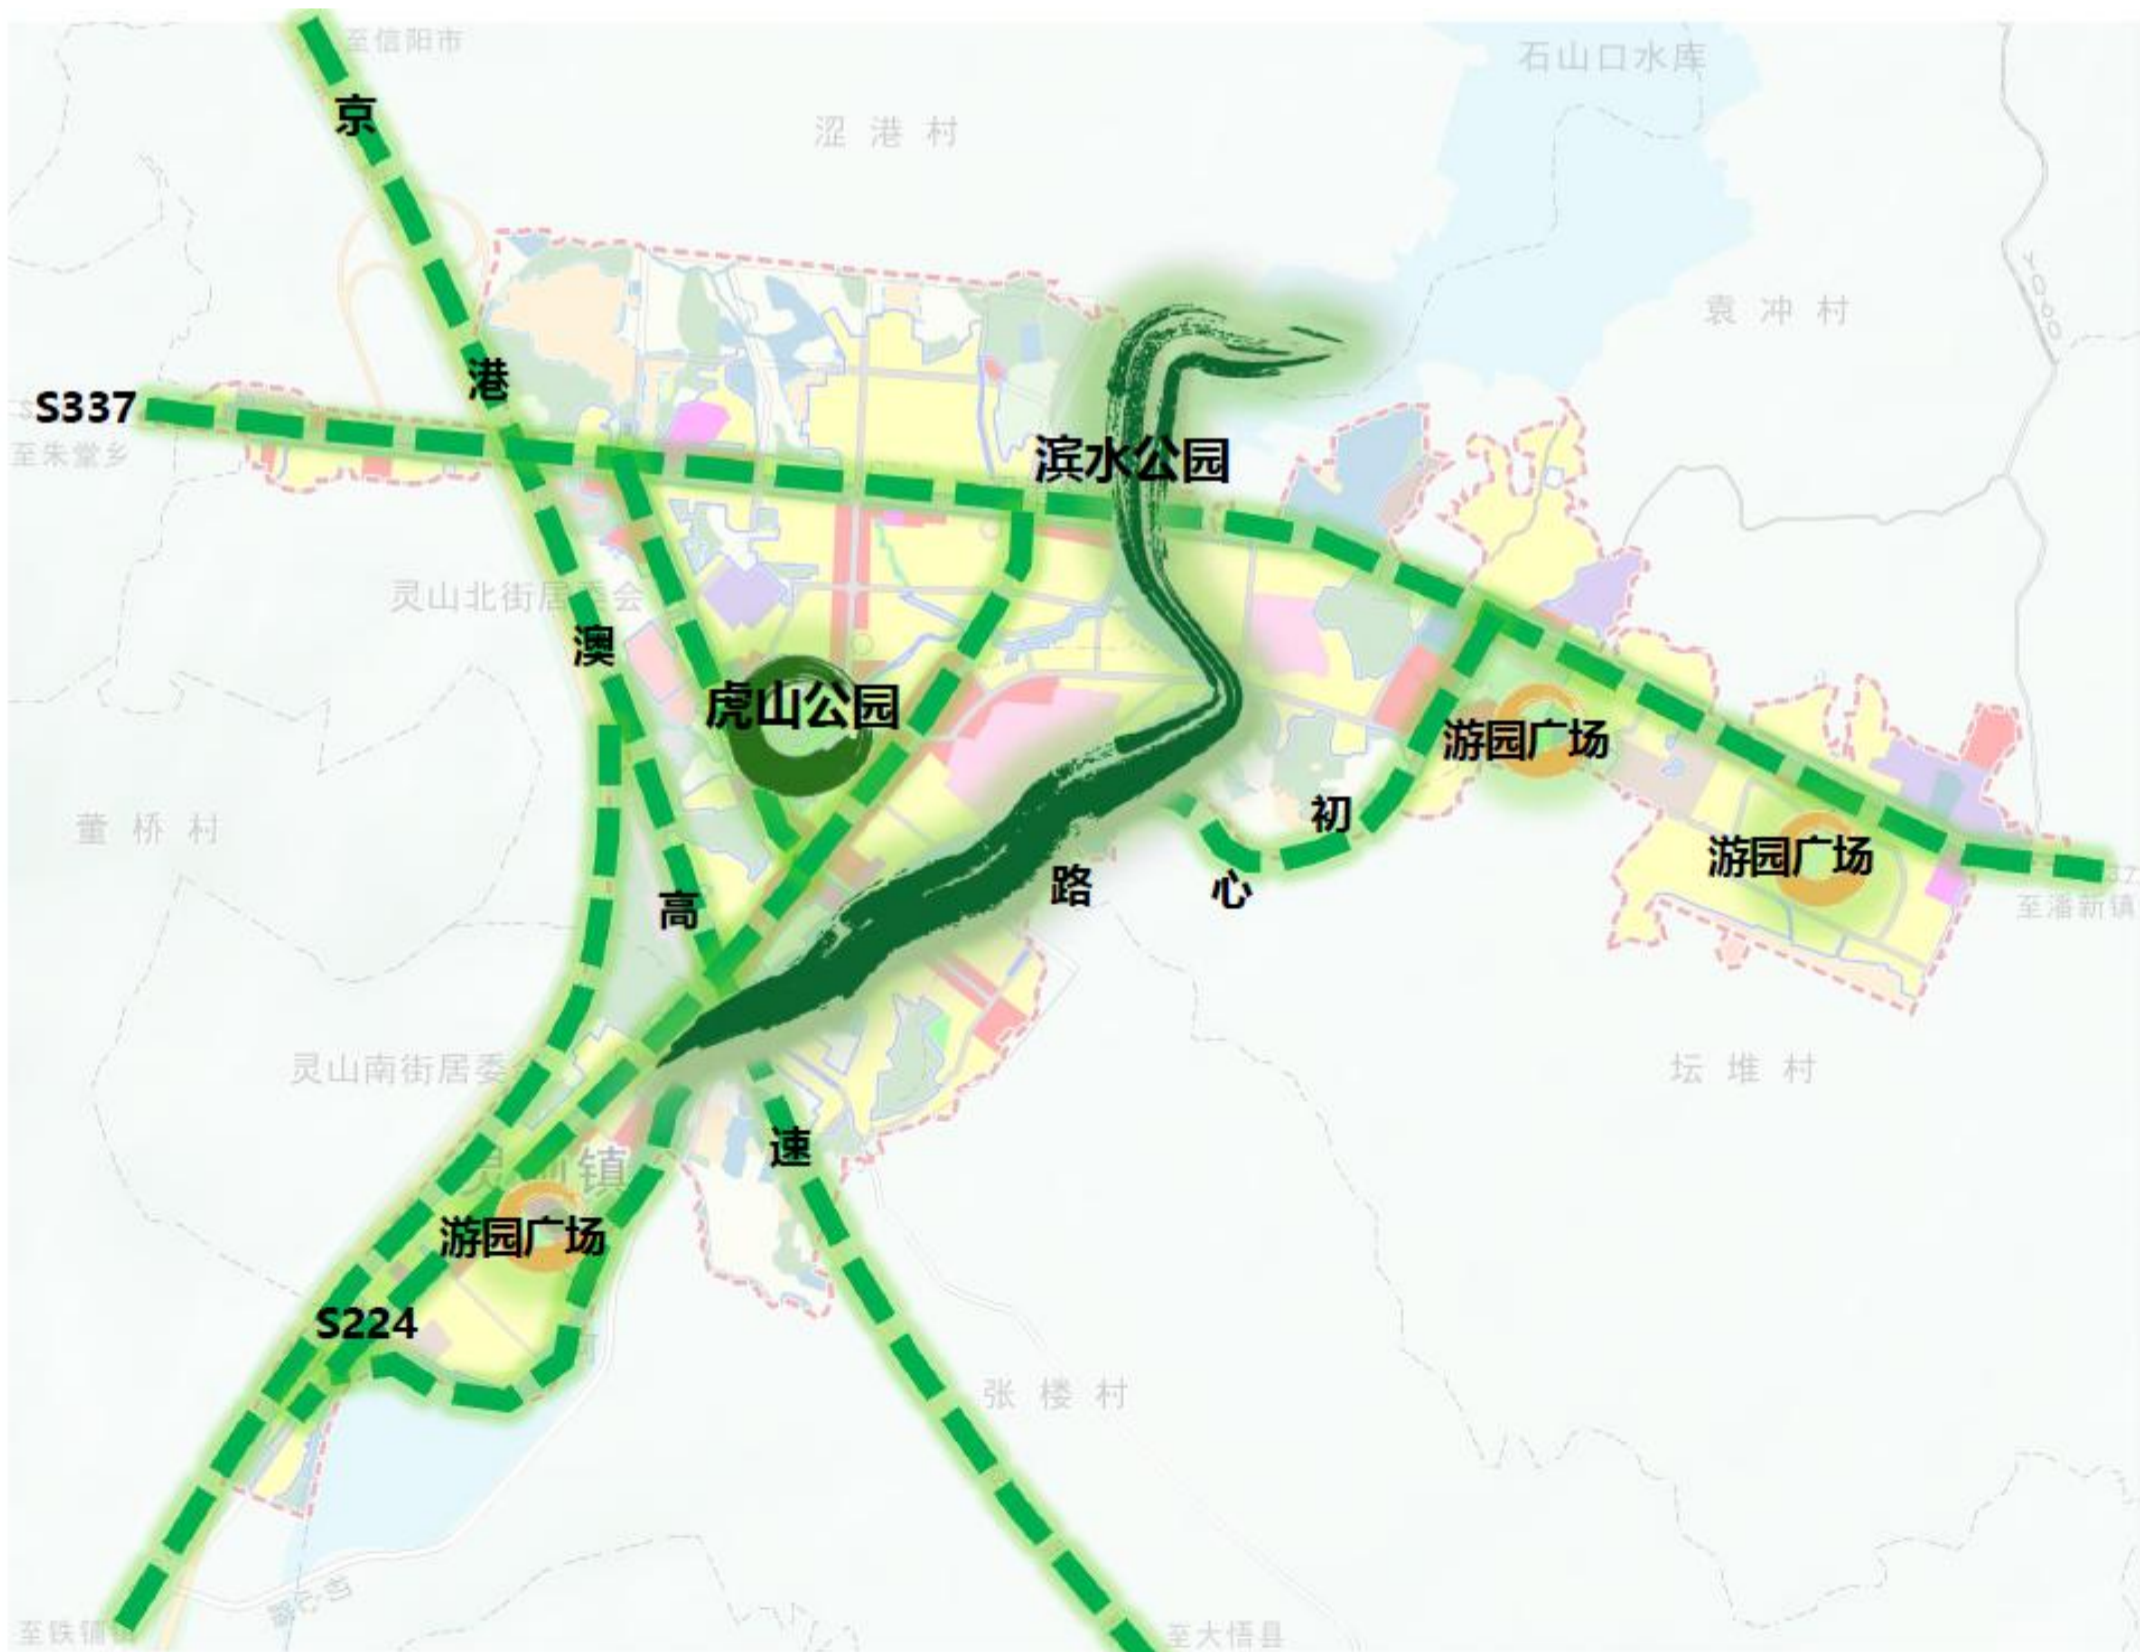 至信阳市
石山口水库
京
涩港村
袁冲村
Y060
港
S337
至朱堂乡
滨水公园
灵山北街居委会
澳
虎山公园
游园广场
初
董桥村
游园广场
路
心
高
至潘新镇
灵山南街居委
坛堆村
速
镇
游园广场
S224
张楼村
至铁铺
至大悟县